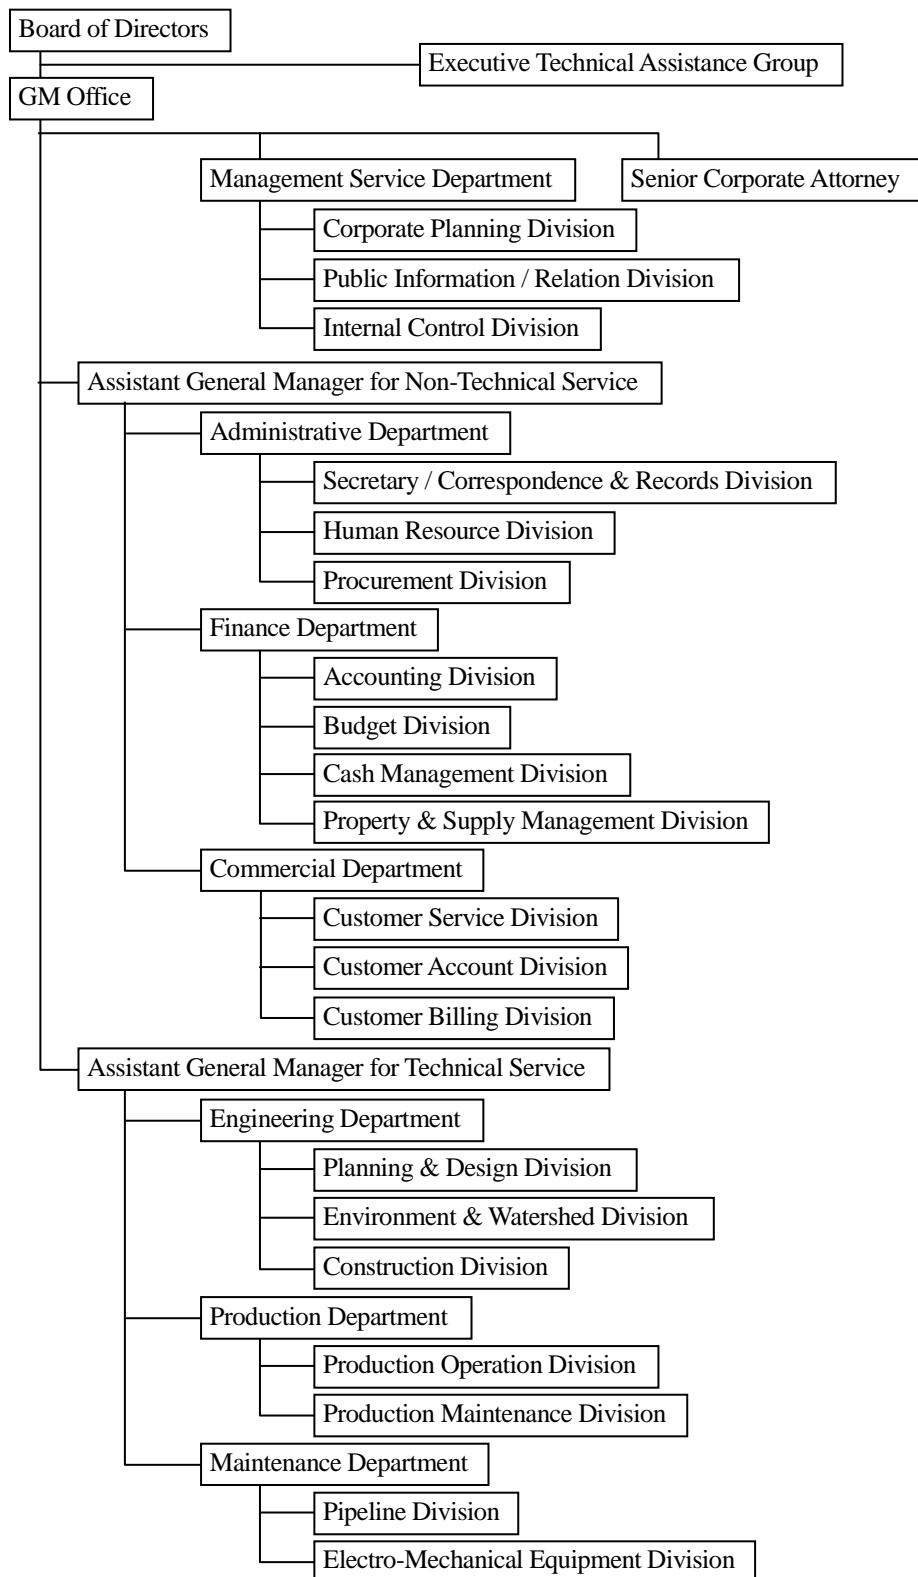 Board of Directors
Executive Technical Assistance Group
GM Office
Management Service Department
Senior Corporate Attorney
Corporate Planning Division
Public Information / Relation Division
Internal Control Division
Assistant General Manager for Non-Technical Service
Administrative Department
Secretary / Correspondence & Records Division
Human Resource Division
Procurement Division
Finance Department
Accounting Division
Budget Division
Cash Management Division
Property & Supply Management Division
Commercial Department
Customer Service Division
Customer Account Division
Customer Billing Division
Assistant General Manager for Technical Service
Engineering Department
Planning & Design Division
Environment & Watershed Division
Construction Division
Production Department
Production Operation Division
Production Maintenance Division
Maintenance Department
Pipeline Division
Electro-Mechanical Equipment Division